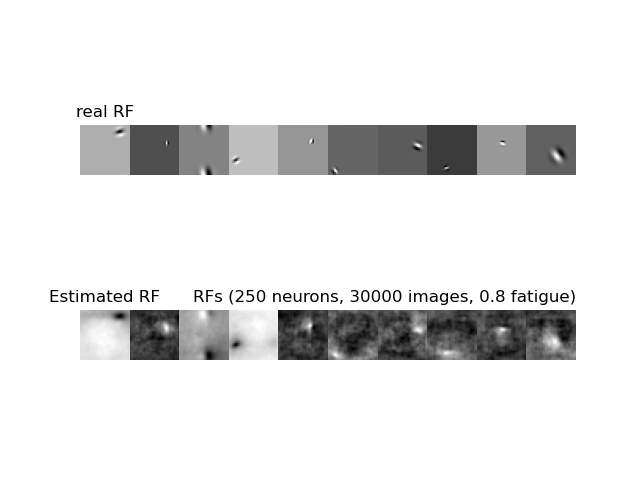 real RF
Estimated RF
RFs (250 neurons, 30000 images, 0.8 fatigue)